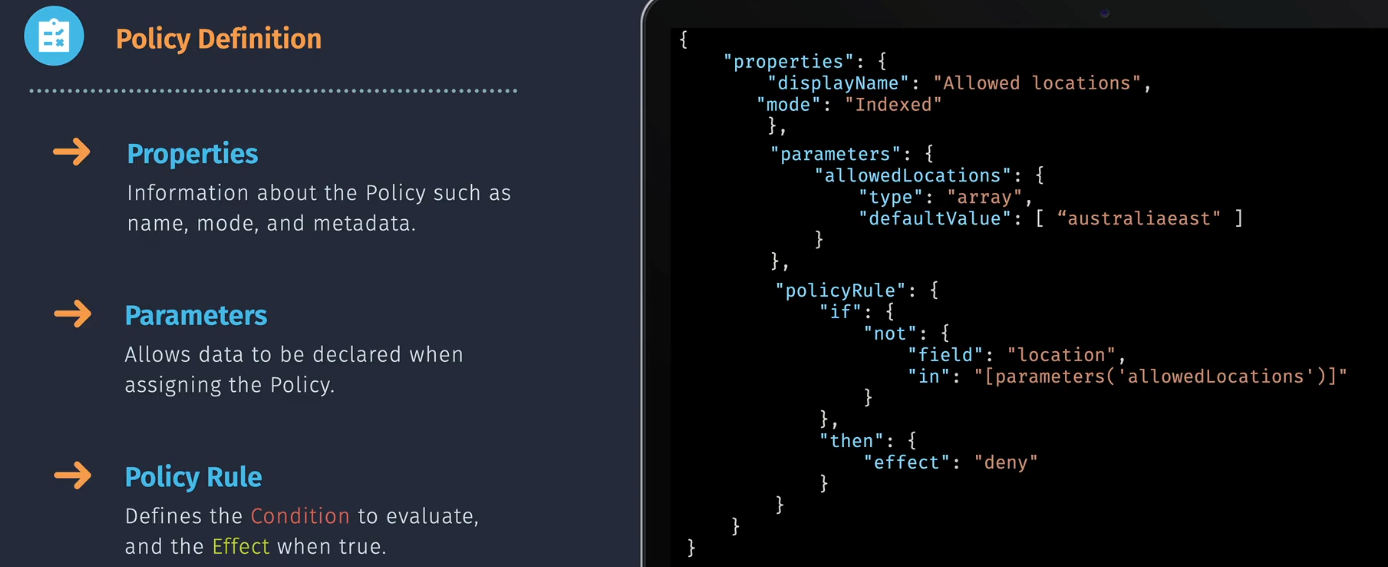 Policy Definition
Properties
Information about the Policy such as
name, mode, and metadata.
Parameters
Allows data to be declared when
assigning the Policy.
Policy Rule
Defines the Condition to evaluate,
and the Effect when true.
{
"properties": {
"displayName": "Allowed locations",
"mode": "Indexed"
},
"parameters": {
"allowedLocations": {
"type": "array",
"defaultValue": [ “australiaeast" ]
}
},
"policyRule": {
"if": {
"not": {
"field": "location",
"in": "[parameters('allowedLocations')]"
}
},
"then": {
"effect": "deny"
}
}
}
}